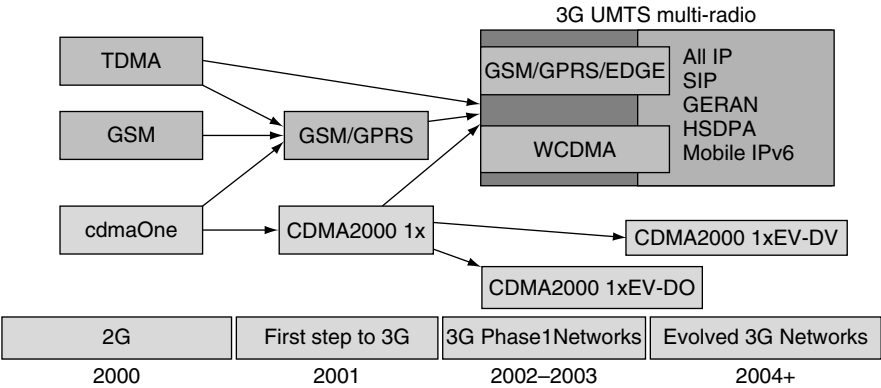 3G UMTS multi-radio
TDMA
GSM/GPRS/EDGE
All IP
SIP
GERAN
HSDPA
Mobile IPv6
GSM
GSM/GPRS
WCDMA
cdmaOne
CDMA2000 1x
CDMA2000 1xEV-DV
CDMA2000 1xEV-DO
2G
First step to 3G
3G Phase1Networks
Evolved 3G Networks
2000
2001
2002–2003
2004+